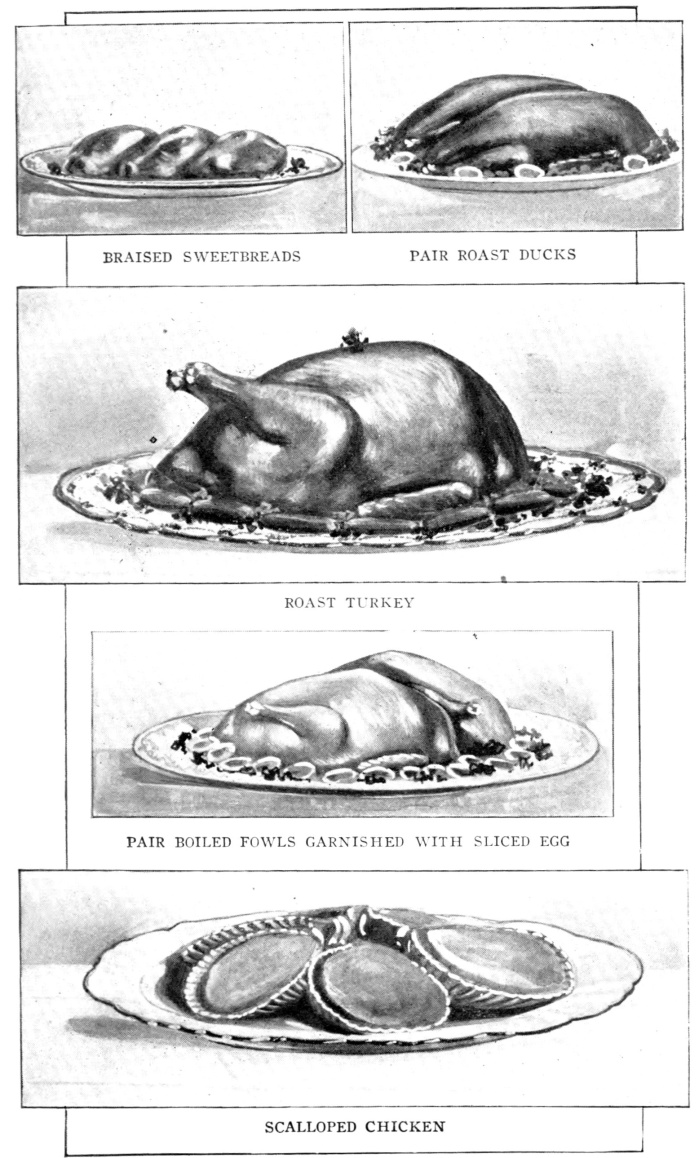 BRAISED SWEETBREADS
PAIR ROAST DUCKS
ROAST TURKEY
PAIR BOILED FOWLS GARNISHED WITH SLICED EGG
SCALLOPED CHICKEN